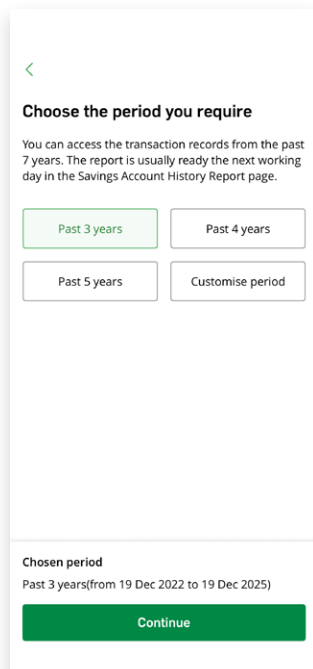 Choose the period you require
You can access the transaction records from the past
7 years. The report is usually ready the next working
day in the Savings Account History Report page.
Past 3 years
Past 4 years
Past 5 years
Customise period
Chosen period
Past 3 years(from 19 Dec 2022 to 19 Dec 2025)
Continue